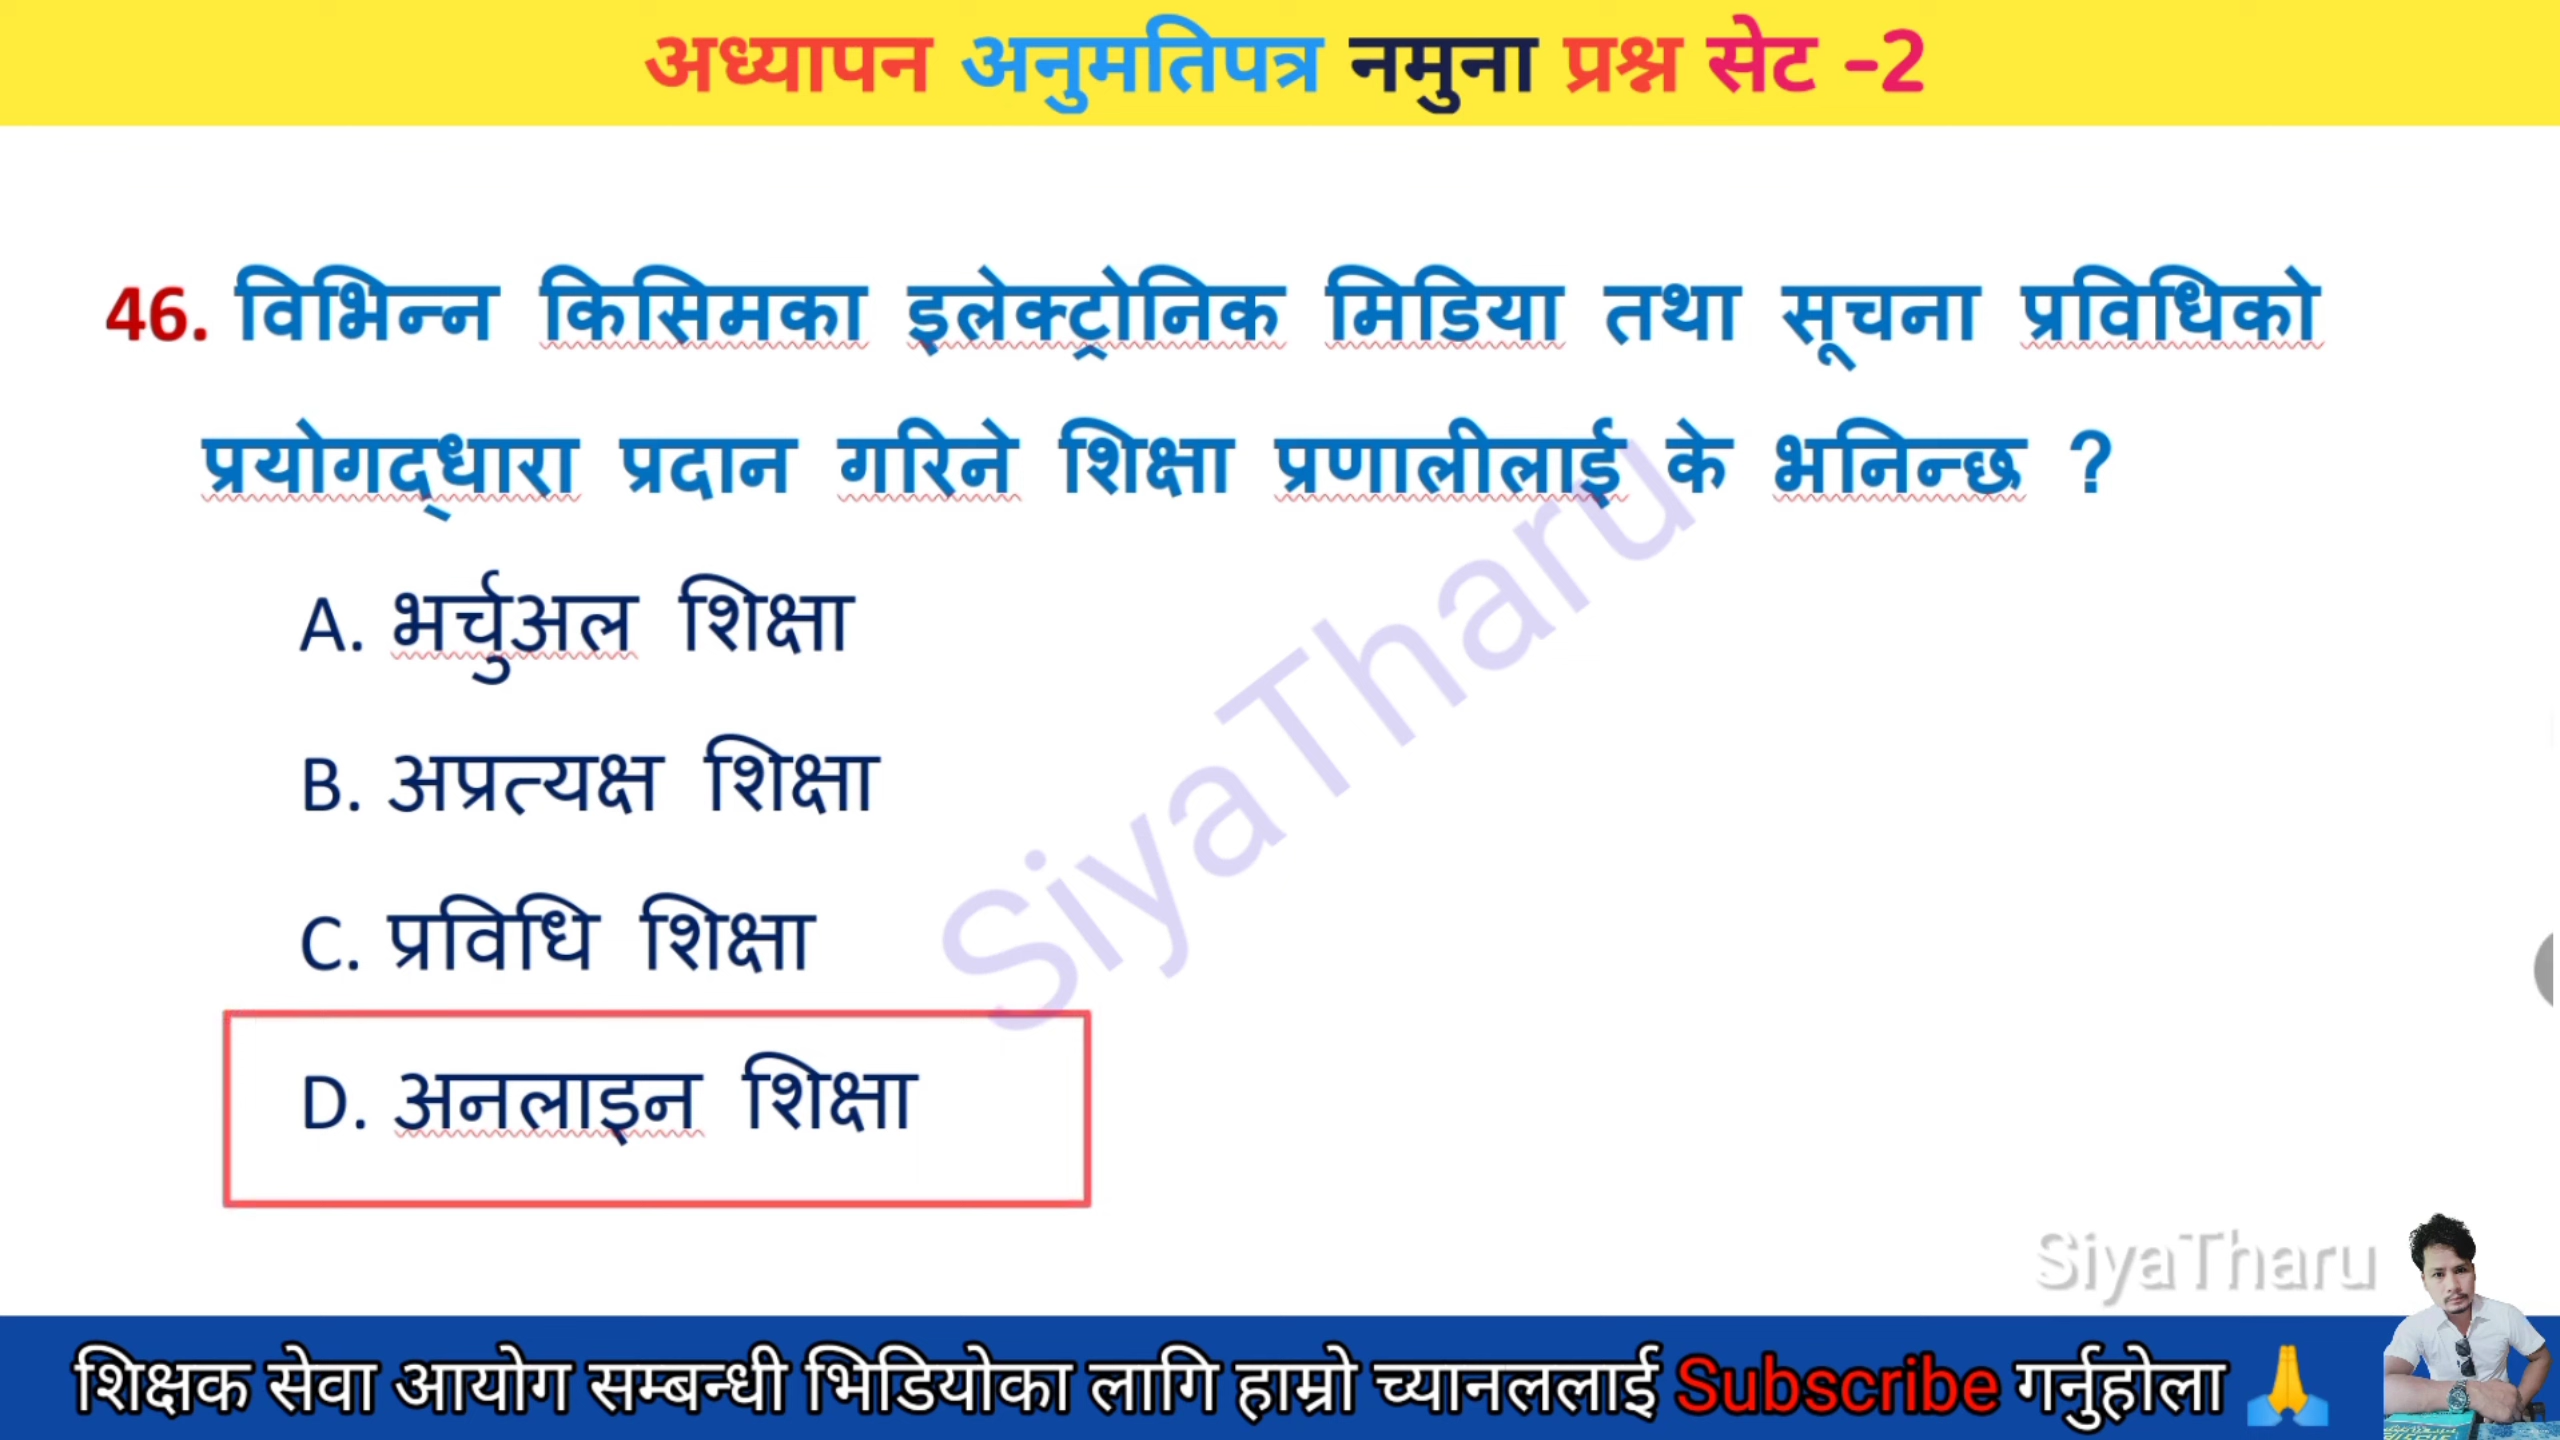 अध्यापन अनुमतिपत्र नमुना प्रश्न सेट -2
46. विभिन्न किसिमका इलेक्ट्रोनिक मिडिया तथा सूचना प्रविधिको
प्रयोगद्धारा प्रदान गरिने शिक्षा प्रणालीलाई के भनिन्छ ?
A. भर्चुअल शिक्षा
B. अप्रत्यक्ष शिक्षा
C. प्रविधि शिक्षा
D. अनलाइन शिक्षा
SiyaTharu
SiyaTharu
शिक्षक सेवा आयोग सम्बन्धी भिडियोका लागि हाम्रो च्यानललाई Subscribe गर्नुहोला 🙏